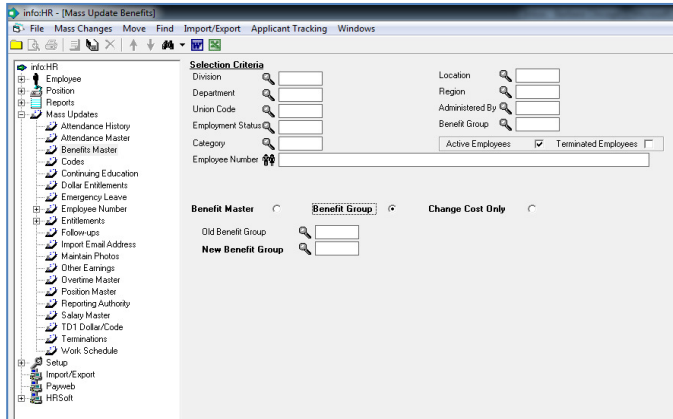 info:HR - [Mass Update Benefits]
File Mass Changes Move Find Import/Export Applicant Tracking Windows
info:HR
Employee
Position
Reports
Mass Updates
Attendance History
Attendance Master
Benefits Master
Codes
Continuing Education
Dollar Entitlements
Emergency Leave
Employee Number
Entitlements
Follow-ups
Import Email Address
Maintain Photos
Other Earnings
Overtime Master
Position Master
Reporting Authority
Salary Master
TD1 Dollar/Code
Terminations
Work Schedule
Setup
Import/Export
Payweb
HRSoft
Selection Criteria
Division
Department
Union Code
Employment Status
Category
Employee Number
Location
Region
Administered By
Benefit Group
Active Employees Terminated Employees
Benefit Master Benefit Group Change Cost Only
Old Benefit Group
New Benefit Group